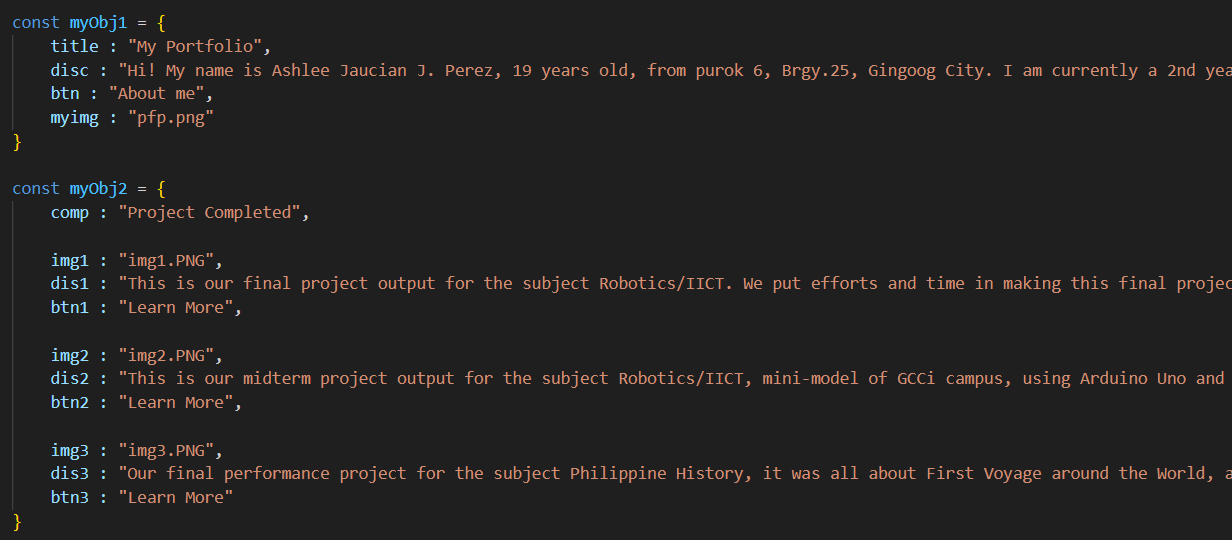 const myObj1 = {
    title : "My Portfolio",
    disc : "Hi! My name is Ashlee Jaucian J. Perez, 19 years old, from purok 6, Brgy.25, Gingoog City. I am currently a 2nd yea
    btn : "About me",
    myimg : "pfp.png"
}

const myObj2 = {
    comp : "Project Completed",

    img1 : "img1.PNG",
    dis1 : "This is our final project output for the subject Robotics/IICT. We put efforts and time in making this final projec
    btn1 : "Learn More",

    img2 : "img2.PNG",
    dis2 : "This is our midterm project output for the subject Robotics/IICT, mini-model of GCCi campus, using Arduino Uno and
    btn2 : "Learn More",

    img3 : "img3.PNG",
    dis3 : "Our final performance project for the subject Philippine History, it was all about First Voyage around the World, a
    btn3 : "Learn More"
}